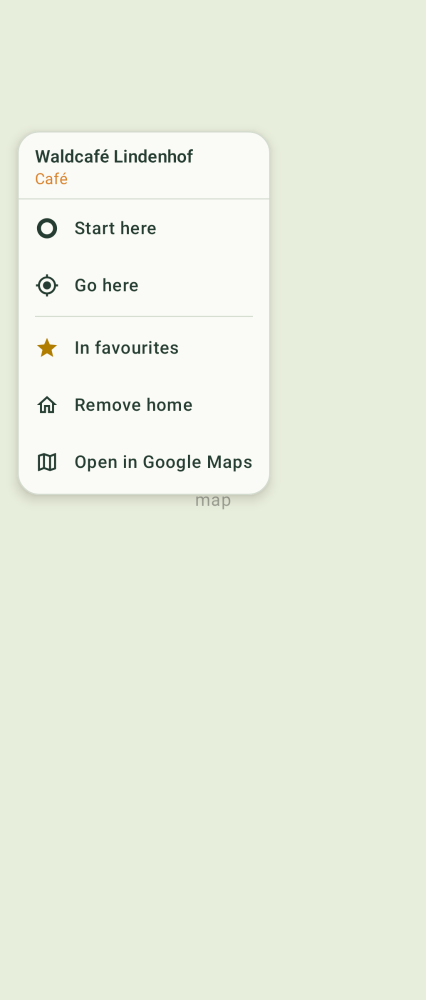 Waldcafé Lindenhof
Café
Start here
Go here
In favourites
Remove home
Open in Google Maps
map